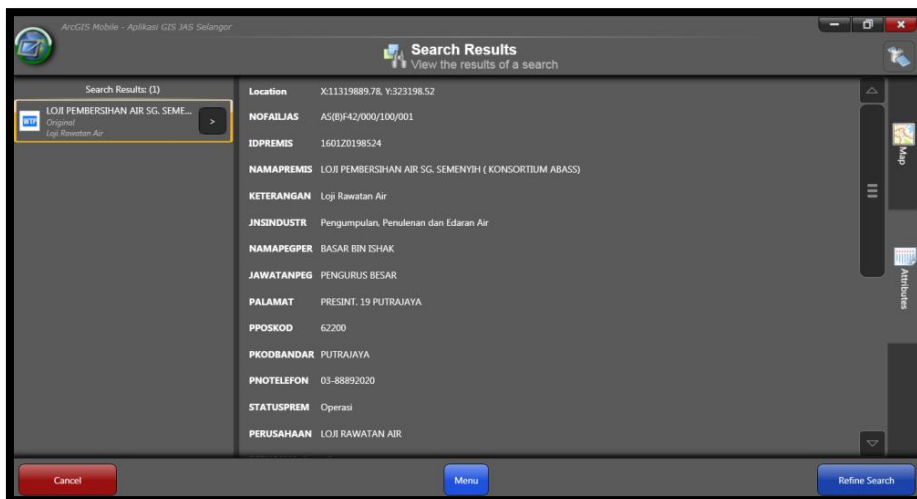 ArcGIS Mobile - Aplikasi GIS JAS Selangor
Search Results
View the results of a search
Search Results: (1)
WTP
LOJI PEMBERSIHAN AIR SG. SEME...
Original
Loji Rawatan Air
>
Location X:11319889.78, Y:323198.52
NOFAILJAS AS(B)F42/000/100/001
IDPREMIS 1601Z0198524
NAMAPREMIS LOJI PEMBERSIHAN AIR SG. SEMENYIH ( KONSORTIUM ABASS)
KETERANGAN Loji Rawatan Air
JNSINDUSTR Pengumpulan, Penulenan dan Edaran Air
NAMAPEGPER BASAR BIN ISHAK
JAWATANPEG PENGURUS BESAR
PALAMAT PRESINT. 19 PUTRAJAYA
PPOSKOD 62200
PKODBANDAR PUTRAJAYA
PNOTELEFON 03-88892020
STATUSPREM Operasi
PERUSAHAAN LOJI RAWATAN AIR
Map
Attributes
Cancel
Menu
Refine Search